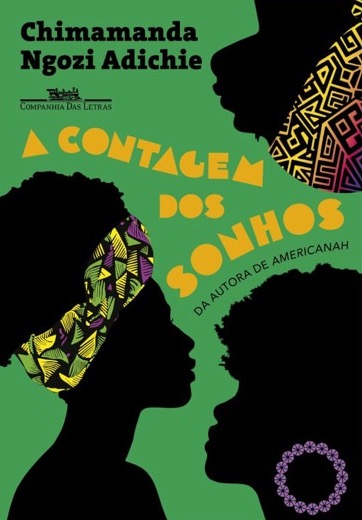 Chimamanda
Ngozi Adichie
COMPANHIA DAS LETRAS
A CONTAGEM
DOS
SONHOS
DA AUTORA DE AMERICANAH